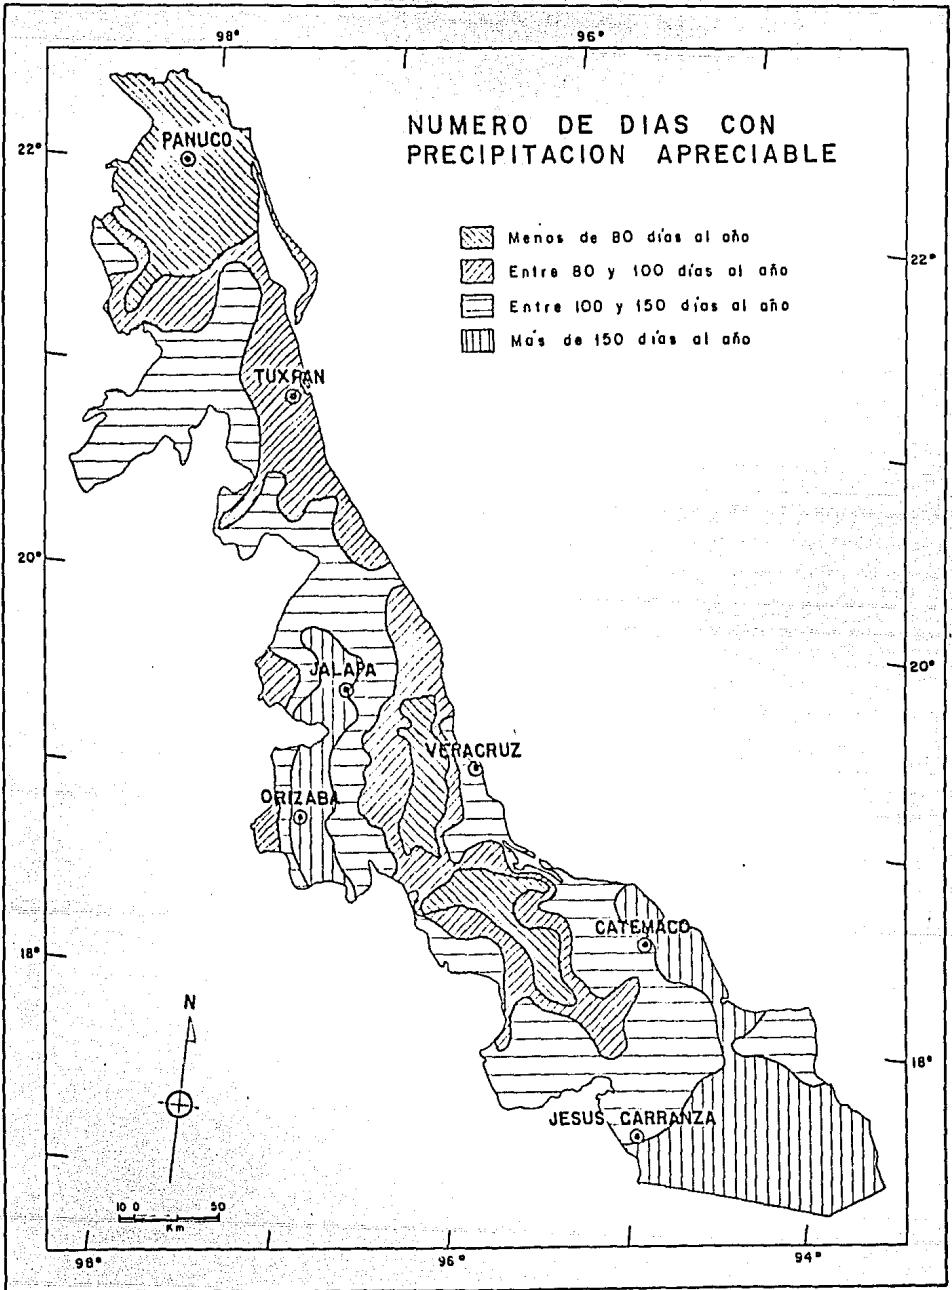 98°
96°
NUMERO DE DIAS CON
PRECIPITACION APRECIABLE
22°
PANUCO
Menos de 80 días al año
22°
Entre 80 y 100 días al año
Entre 100 y 150 días al año
Más de 150 días al año
TUXPAN
20°
20°
JALAPA
VERACRUZ
ORIZABA
CATEMACO
18°
N
18°
JESUS CARRANZA
10 0 50
Km
98°
96°
94°